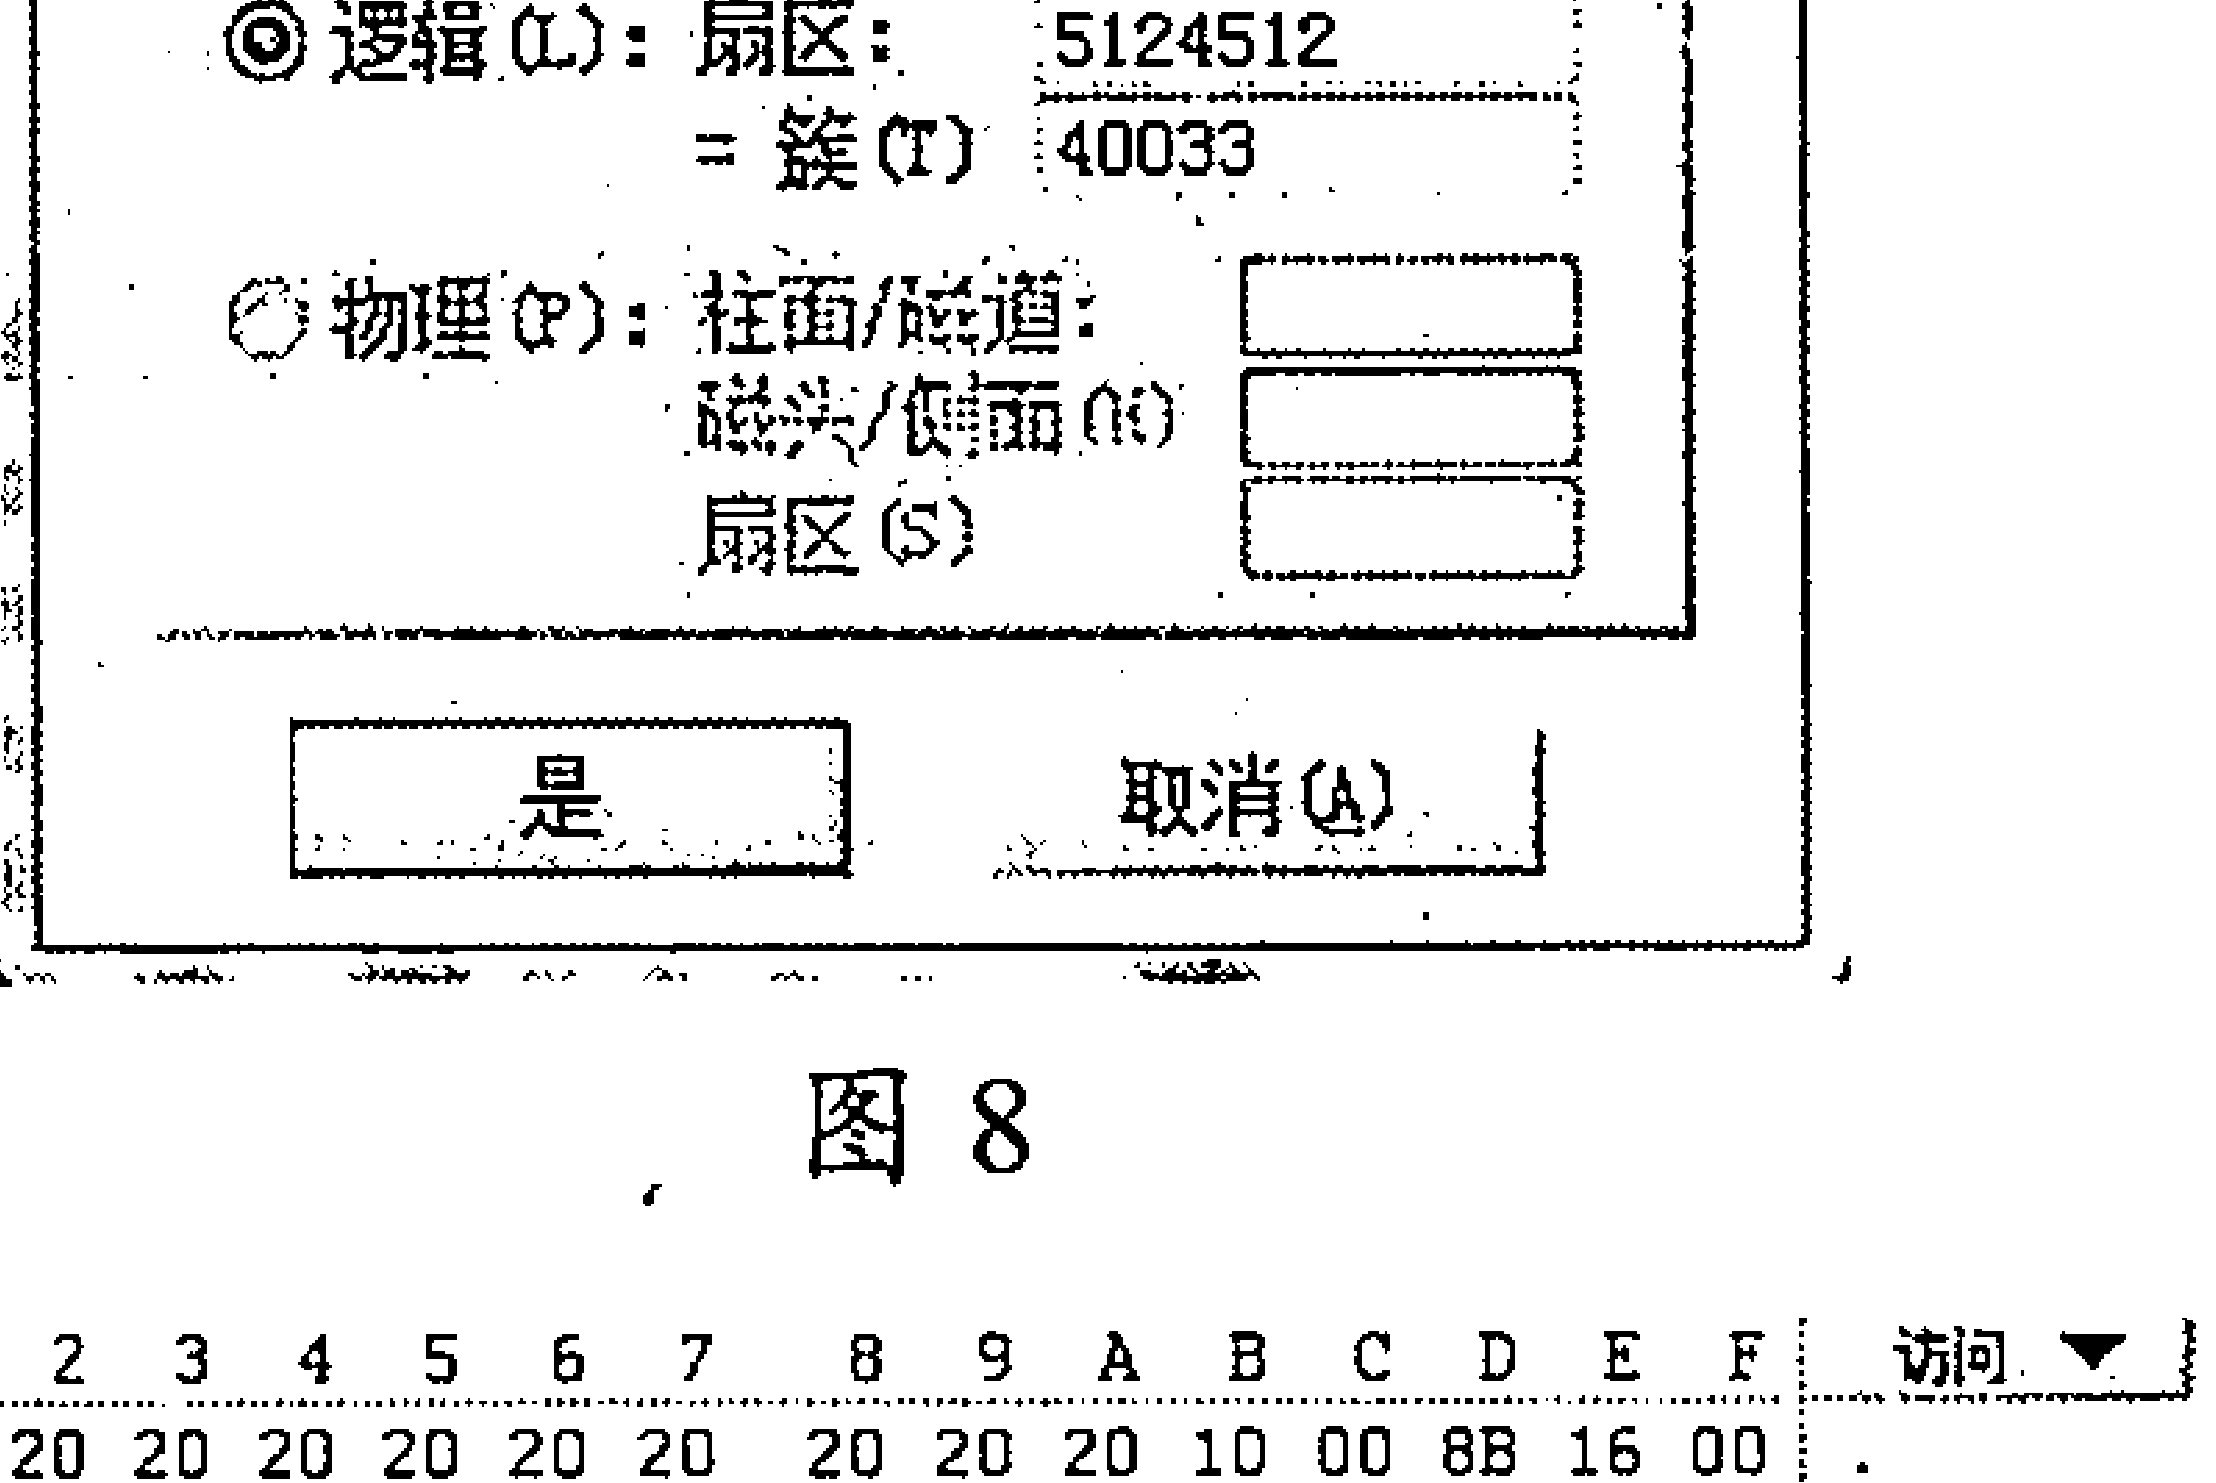 逻辑(L): 扇区: 5124512
= 簇(T) 40033
物理(P): 柱面/磁道:
磁头/侧面
扇区(S)
是 取消(A)
图 8
2 3 4 5 6 7 8 9 A B C D E F 访问
20 20 20 20 20 20 20 20 20 10 00 8B 16 00 .